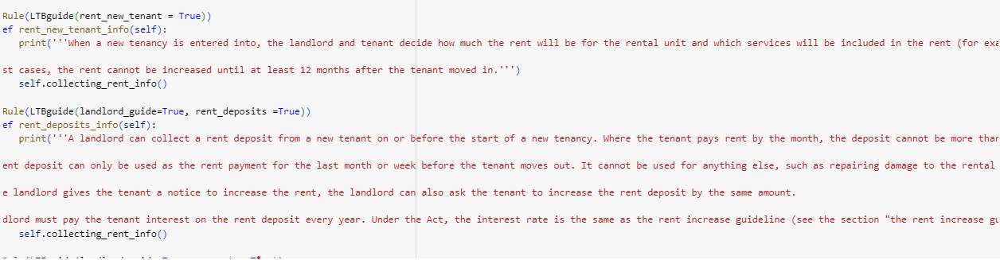 Rule(LTBguide(rent_new_tenant = True))
ef rent_new_tenant_info(self):
print('''When a new tenancy is entered into, the landlord and tenant decide how much the rent will be for the rental unit and which services will be included in the rent (for exa
st cases, the rent cannot be increased until at least 12 months after the tenant moved in.''')
self.collecting_rent_info()
Rule(LTBguide(landlord_guide=True, rent_deposits =True))
ef rent_deposits_info(self):
print('''A landlord can collect a rent deposit from a new tenant on or before the start of a new tenancy. Where the tenant pays rent by the month, the deposit cannot be more than
ent deposit can only be used as the rent payment for the last month or week before the tenant moves out. It cannot be used for anything else, such as repairing damage to the rental
e landlord gives the tenant a notice to increase the rent, the landlord can also ask the tenant to increase the rent deposit by the same amount.
dlord must pay the tenant interest on the rent deposit every year. Under the Act, the interest rate is the same as the rent increase guideline (see the section "the rent increase gu
self.collecting_rent_info()